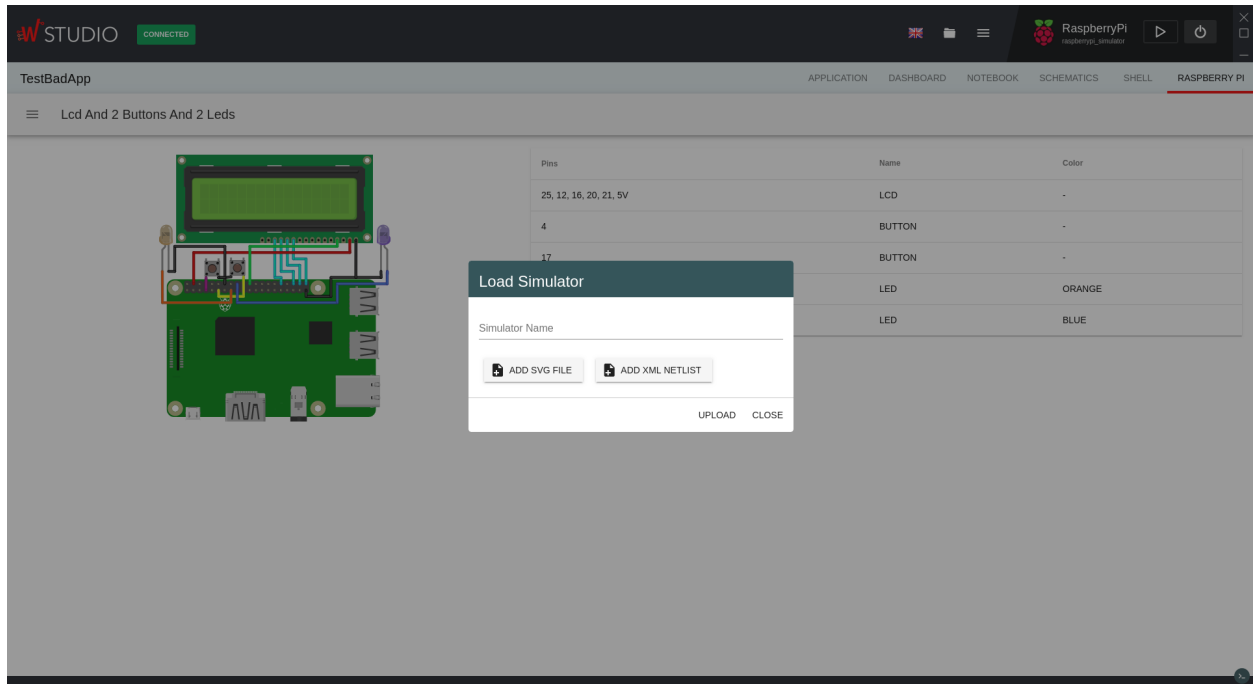 W STUDIO CONNECTED RaspberryPi
raspberrypi_simulator
TestBadApp APPLICATION DASHBOARD NOTEBOOK SCHEMATICS SHELL RASPBERRY PI
Lcd And 2 Buttons And 2 Leds
Pins Name Color
25, 12, 16, 20, 21, 5V LCD -
4 BUTTON -
17 BUTTON -
LED ORANGE
LED BLUE
Load Simulator
Simulator Name
ADD SVG FILE ADD XML NETLIST
UPLOAD CLOSE